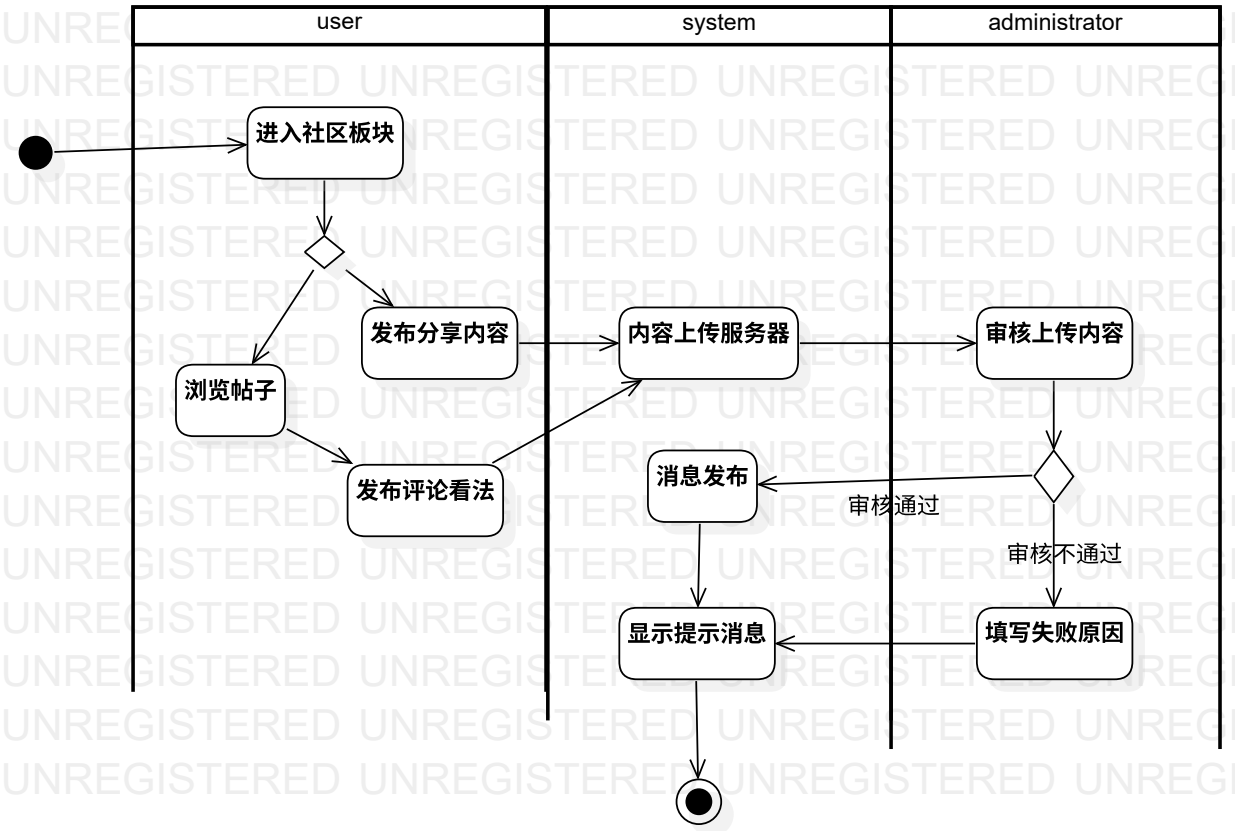 user
system
administrator
进入社区板块
发布分享内容
内容上传服务器
审核上传内容
浏览帖子
发布评论看法
消息发布
审核通过
审核不通过
显示提示消息
填写失败原因
UNREGISTERED